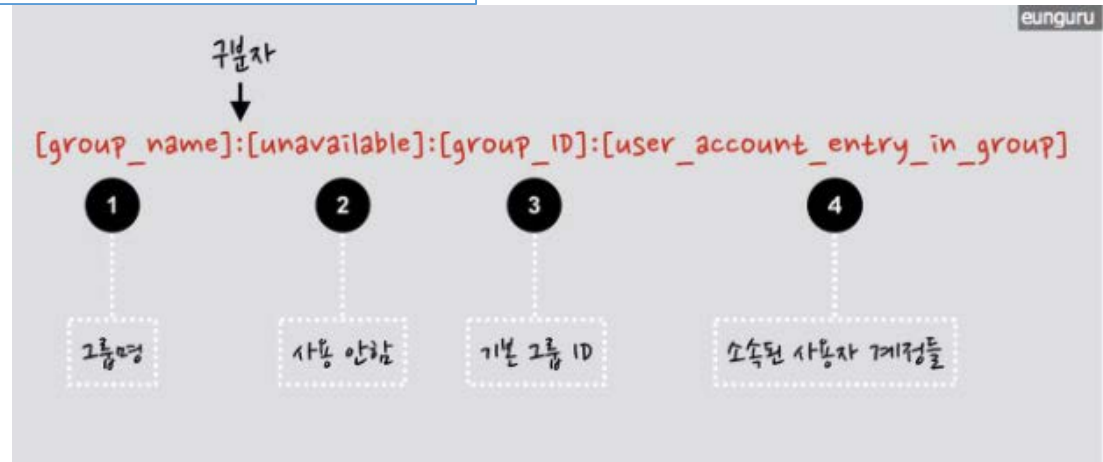 eunguru
구분자
[group_name]:[unavailable]:[group_ID]:[user_account_entry_in_group]
1 2 3 4
그룹명 사용 안함 기본 그룹 ID 소속된 사용자 계정들